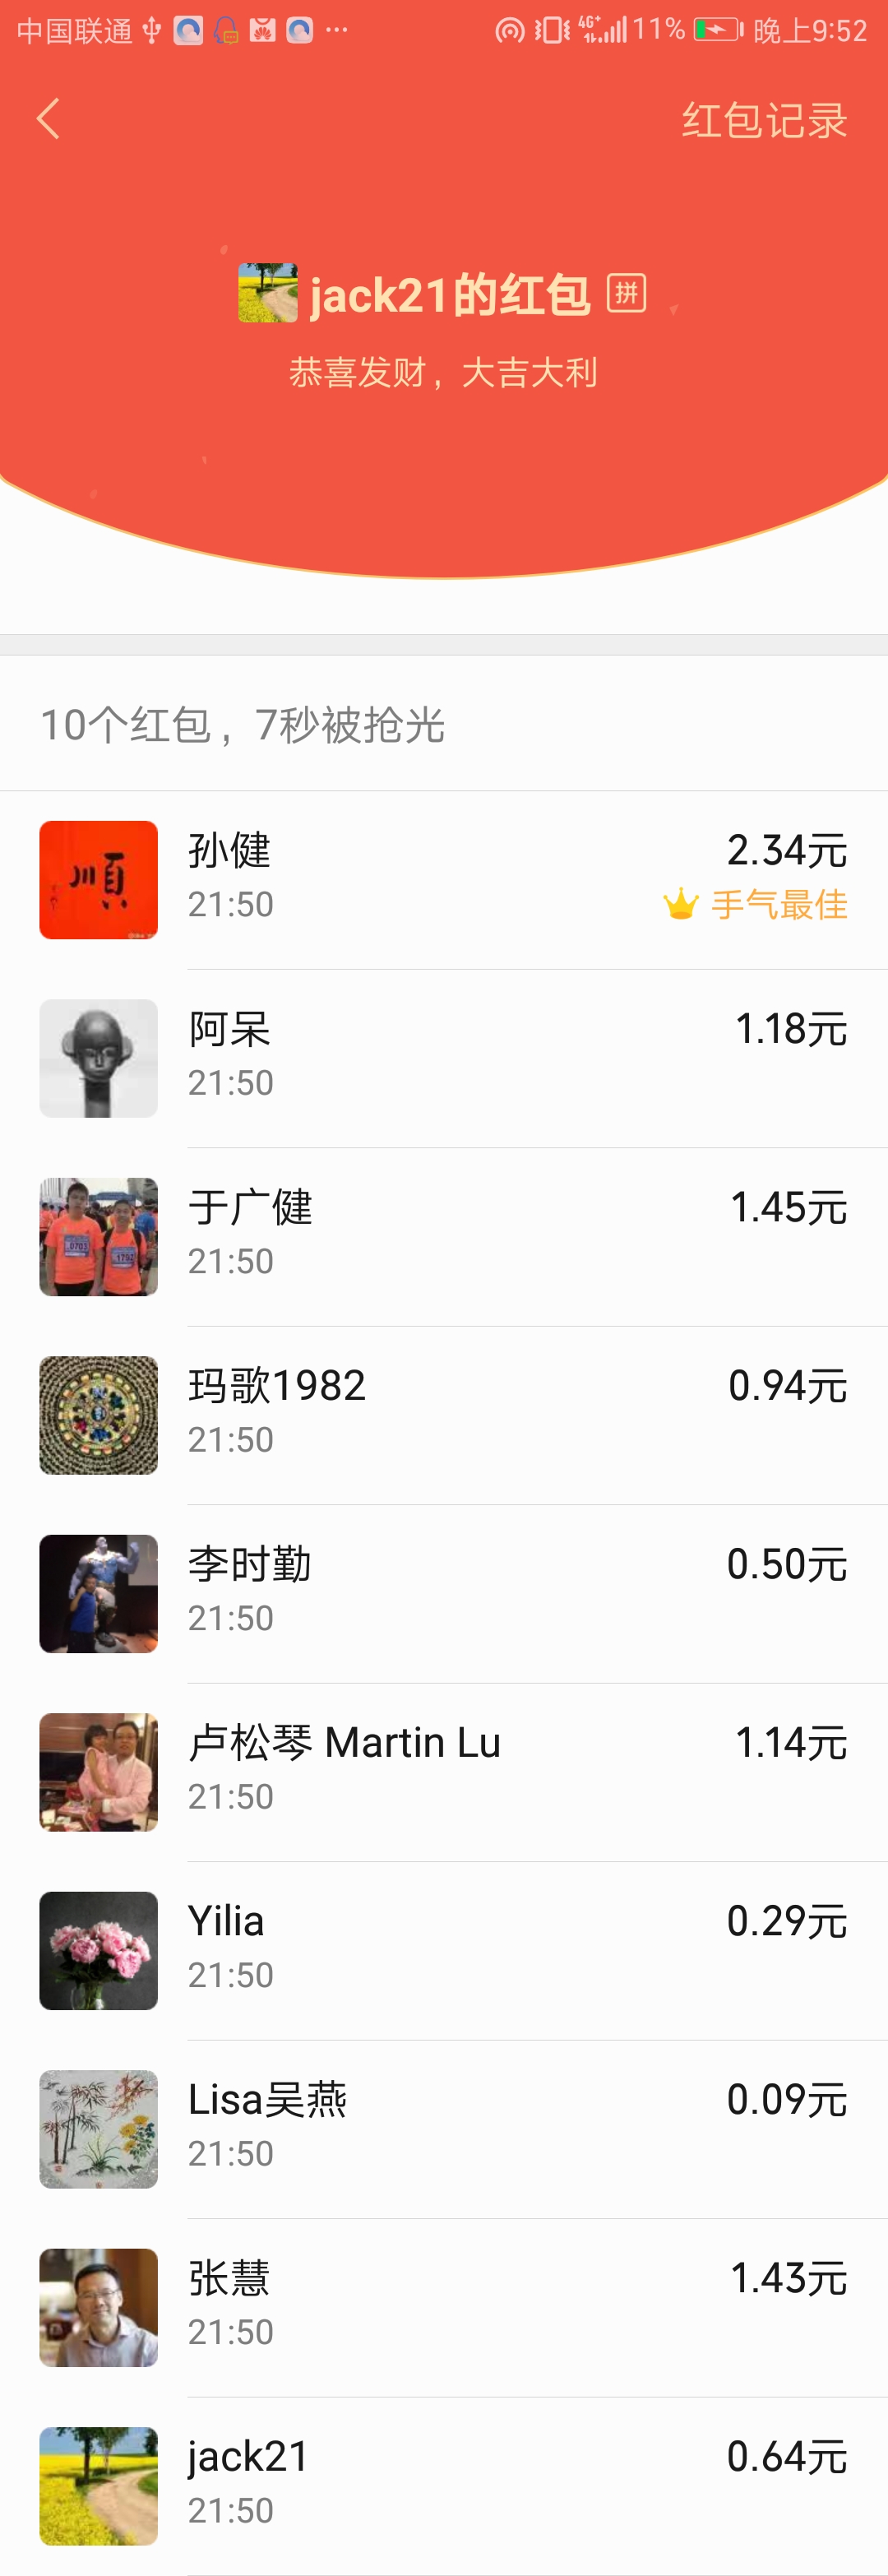 中国联通 4G+ 11% 晚上9:52
红包记录
jack21的红包 拼
恭喜发财，大吉大利
10个红包，7秒被抢光
順
孙健 2.34元
21:50 手气最佳
阿呆 1.18元
21:50
于广健 1.45元
21:50
玛歌1982 0.94元
21:50
李时勤 0.50元
21:50
卢松琴 Martin Lu 1.14元
21:50
Yilia 0.29元
21:50
Lisa吴燕 0.09元
21:50
张慧 1.43元
21:50
jack21 0.64元
21:50